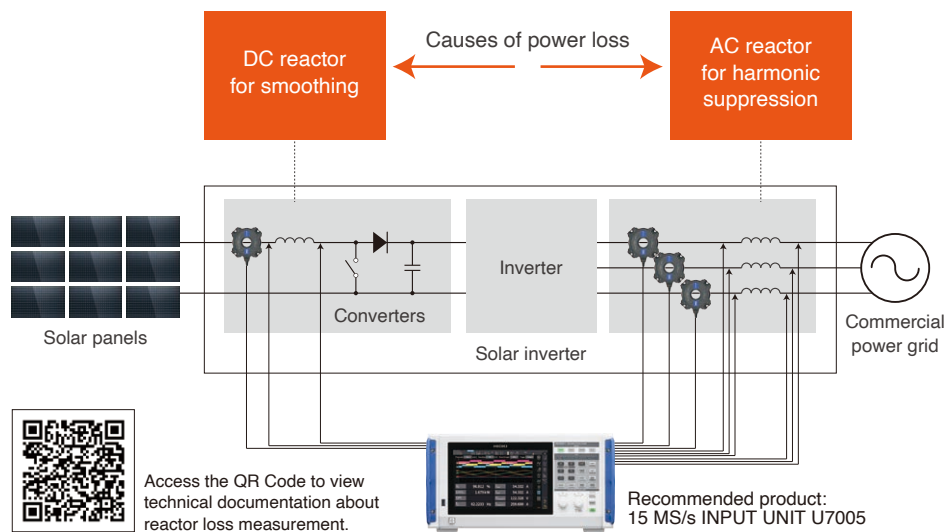 DC reactor
for smoothing
Causes of power loss
AC reactor
for harmonic
suppression
Inverter
Converters
Solar panels
Solar inverter
Commercial
power grid
Access the QR Code to view
technical documentation about
reactor loss measurement.
Recommended product:
15 MS/s INPUT UNIT U7005